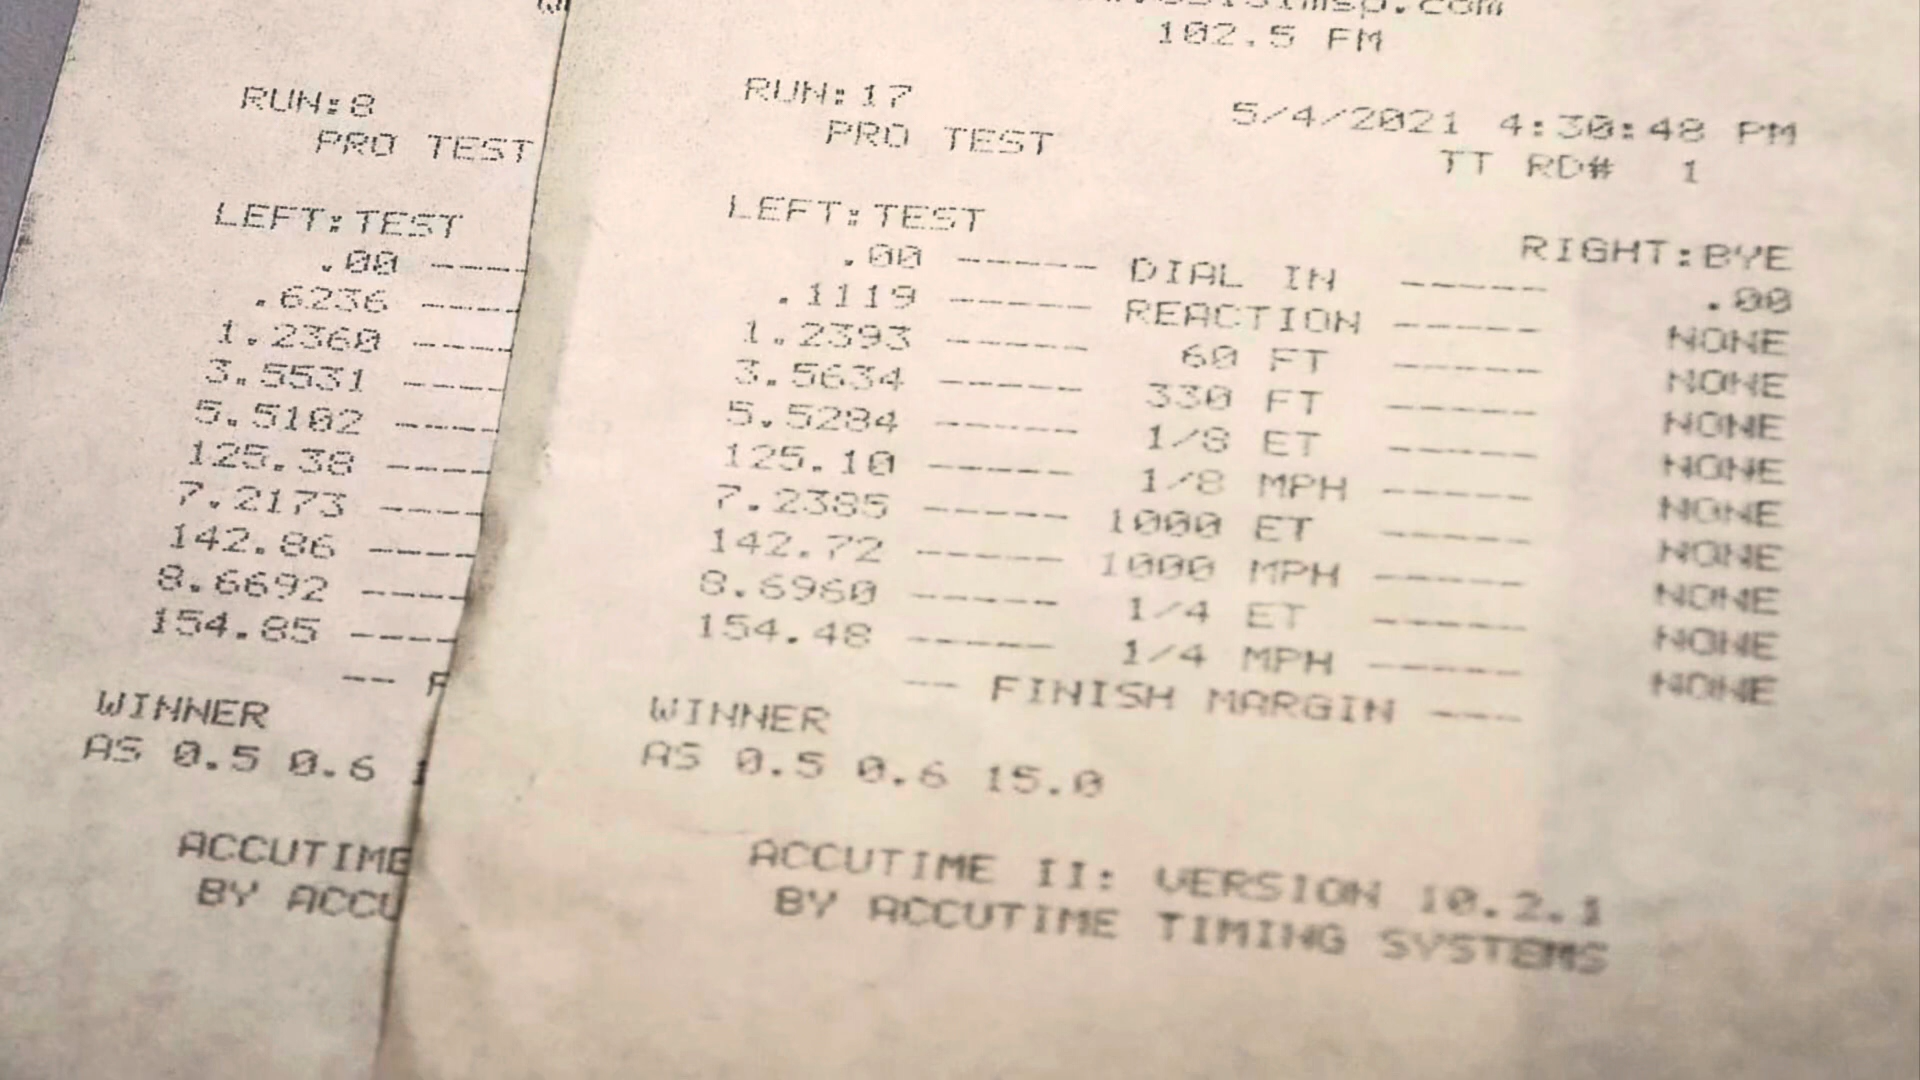 102.5 FM
RUN:8
PRO TEST
LEFT:TEST
.00 ----
.6236 ----
1.2360 ----
3.5531 ----
5.5102 ----
125.38 ----
7.2173 ----
142.86 ----
8.6692 ----
154.85 ----
--
WINNER
AS 0.5 0.6
ACCUTIME
BY ACCU
RUN:17
PRO TEST
5/4/2021 4:30:48 PM
TT RD# 1
LEFT:TEST
RIGHT:BYE
.00 ----- DIAL IN ----- .00
.1119 ----- REACTION ----- NONE
1.2393 ----- 60 FT ----- NONE
3.5634 ----- 330 FT ----- NONE
5.5284 ----- 1/8 ET ----- NONE
125.10 ----- 1/8 MPH ----- NONE
7.2385 ----- 1000 ET ----- NONE
142.72 ----- 1000 MPH ----- NONE
8.6960 ----- 1/4 ET ----- NONE
154.48 ----- 1/4 MPH ----- NONE
-- FINISH MARGIN ---
WINNER
AS 0.5 0.6 15.0
ACCUTIME II: VERSION 10.2.1
BY ACCUTIME TIMING SYSTEMS